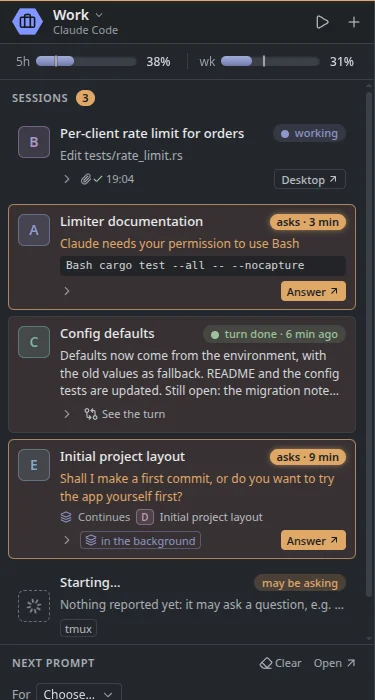 Work
Claude Code
5h 38% wk 31%
SESSIONS 3
B Per-client rate limit for orders working
Edit tests/rate_limit.rs
19:04 Desktop
A Limiter documentation asks · 3 min
Claude needs your permission to use Bash
Bash cargo test --all -- --nocapture
Answer
C Config defaults turn done · 6 min ago
Defaults now come from the environment, with
the old values as fallback. README and the config
tests are updated. Still open: the migration note...
See the turn
E Initial project layout asks · 9 min
Shall I make a first commit, or do you want to try
the app yourself first?
Continues D Initial project layout
in the background Answer
Starting... may be asking
Nothing reported yet: it may ask a question, e.g. ...
tmux
NEXT PROMPT Clear Open
For Choose...